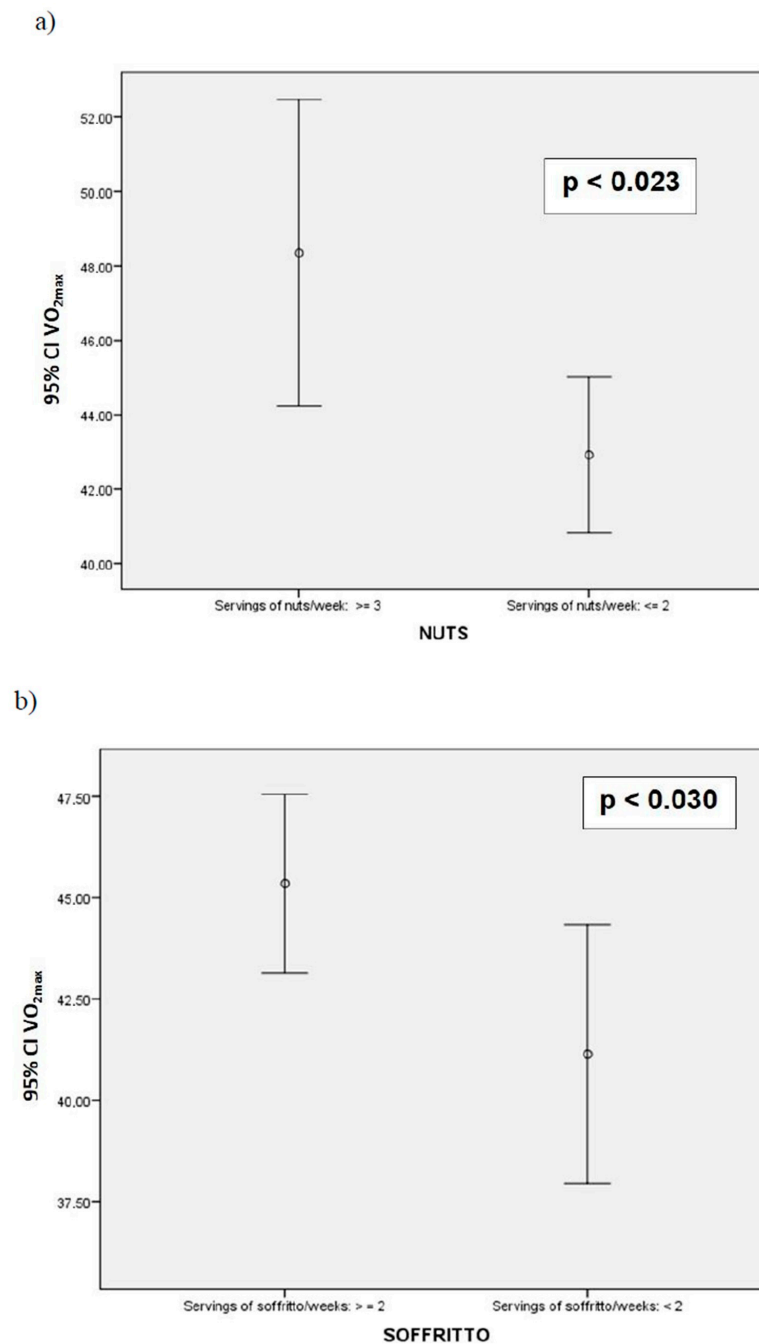 a)
52.00
50.00
48.00
46.00
44.00
42.00
40.00
95% CI VO₂max
p < 0.023
Servings of nuts/week: >= 3
Servings of nuts/week: <= 2
NUTS
b)
47.50
45.00
42.50
40.00
37.50
95% CI VO₂max
p < 0.030
Servings of soffritto/weeks: > = 2
Servings of soffritto/weeks: < 2
SOFFRITTO